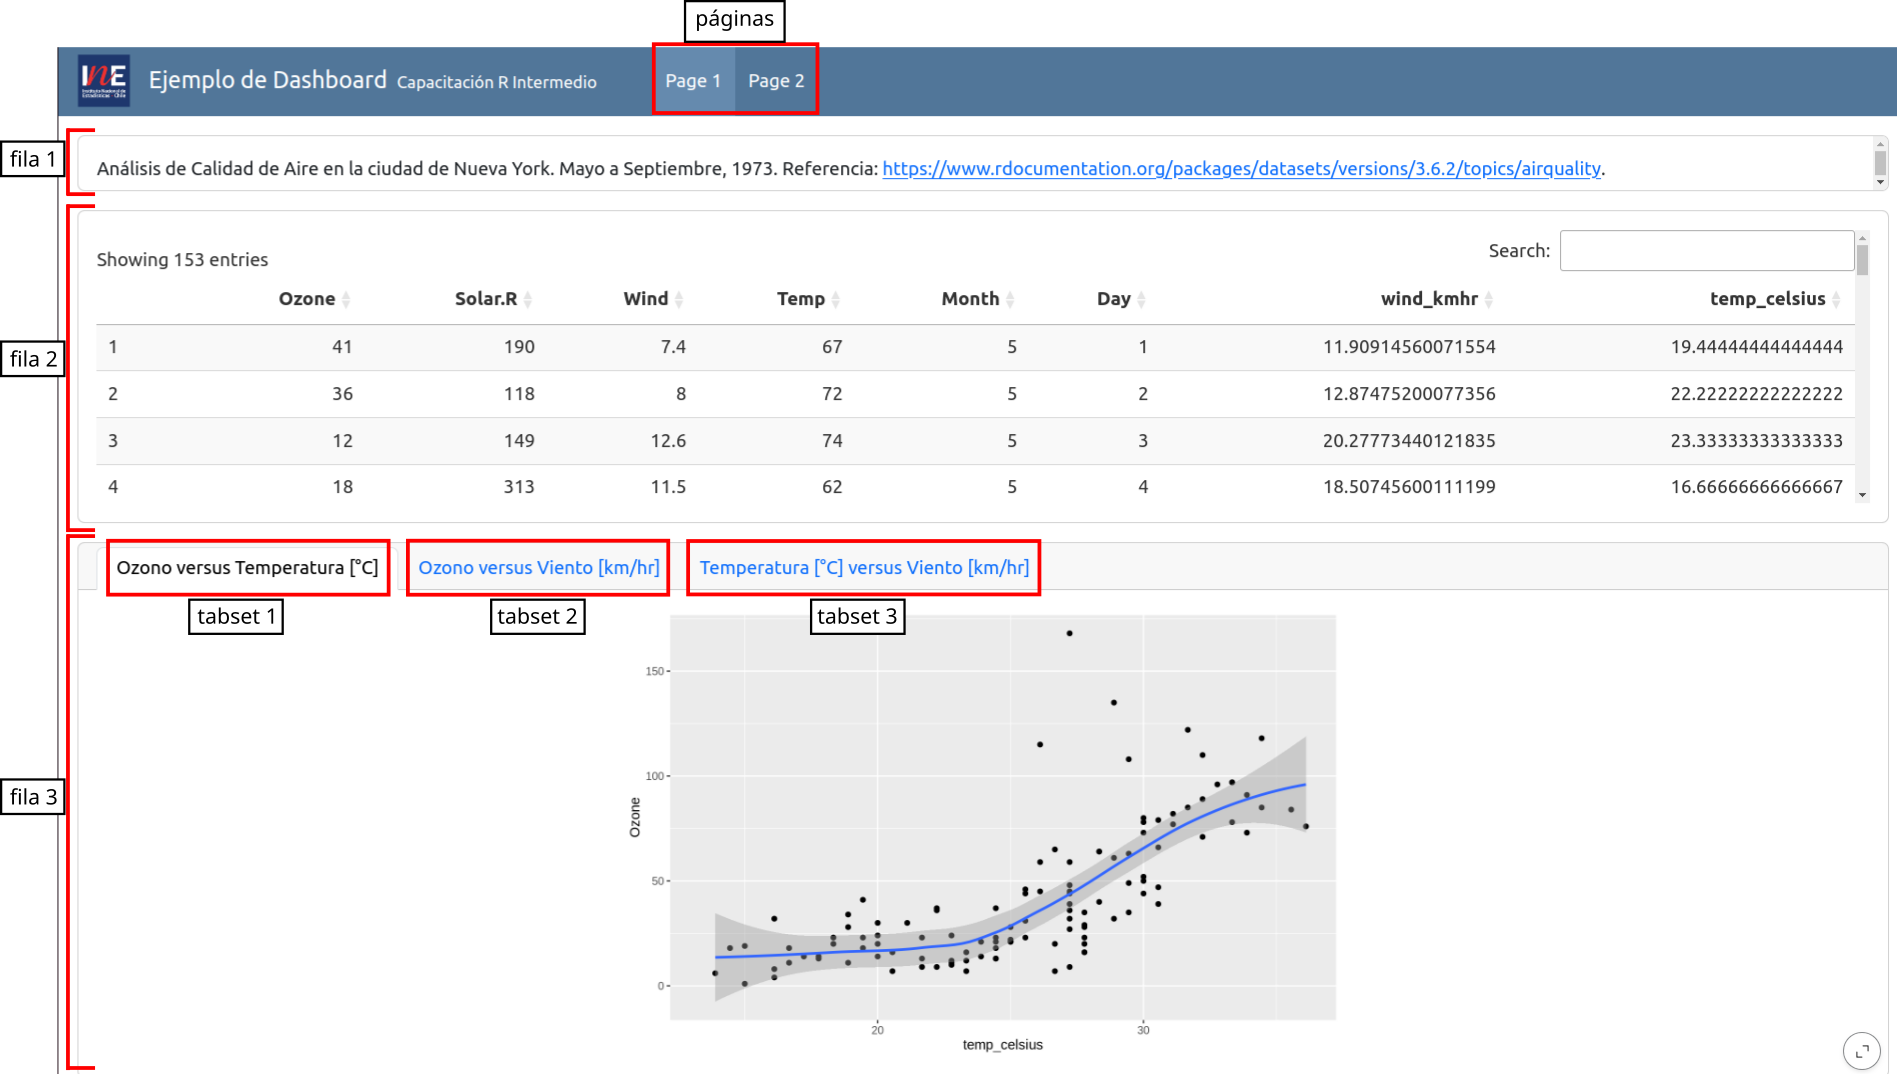 páginas
INE
Ejemplo de Dashboard Capacitación R Intermedio
Page 1 Page 2
fila 1
Análisis de Calidad de Aire en la ciudad de Nueva York. Mayo a Septiembre, 1973. Referencia: https://www.rdocumentation.org/packages/datasets/versions/3.6.2/topics/airquality.
fila 2
Search:
Showing 153 entries
Ozone Solar.R Wind Temp Month Day wind_kmhr temp_celsius
1 41 190 7.4 67 5 1 11.90914560071554 19.44444444444444
2 36 118 8 72 5 2 12.87475200077356 22.22222222222222
3 12 149 12.6 74 5 3 20.27773440121835 23.33333333333333
4 18 313 11.5 62 5 4 18.50745600111199 16.66666666666667
fila 3
Ozono versus Temperatura [°C] Ozono versus Viento [km/hr] Temperatura [°C] versus Viento [km/hr]
tabset 1 tabset 2 tabset 3
150
100
50
0
Ozone
20 30
temp_celsius